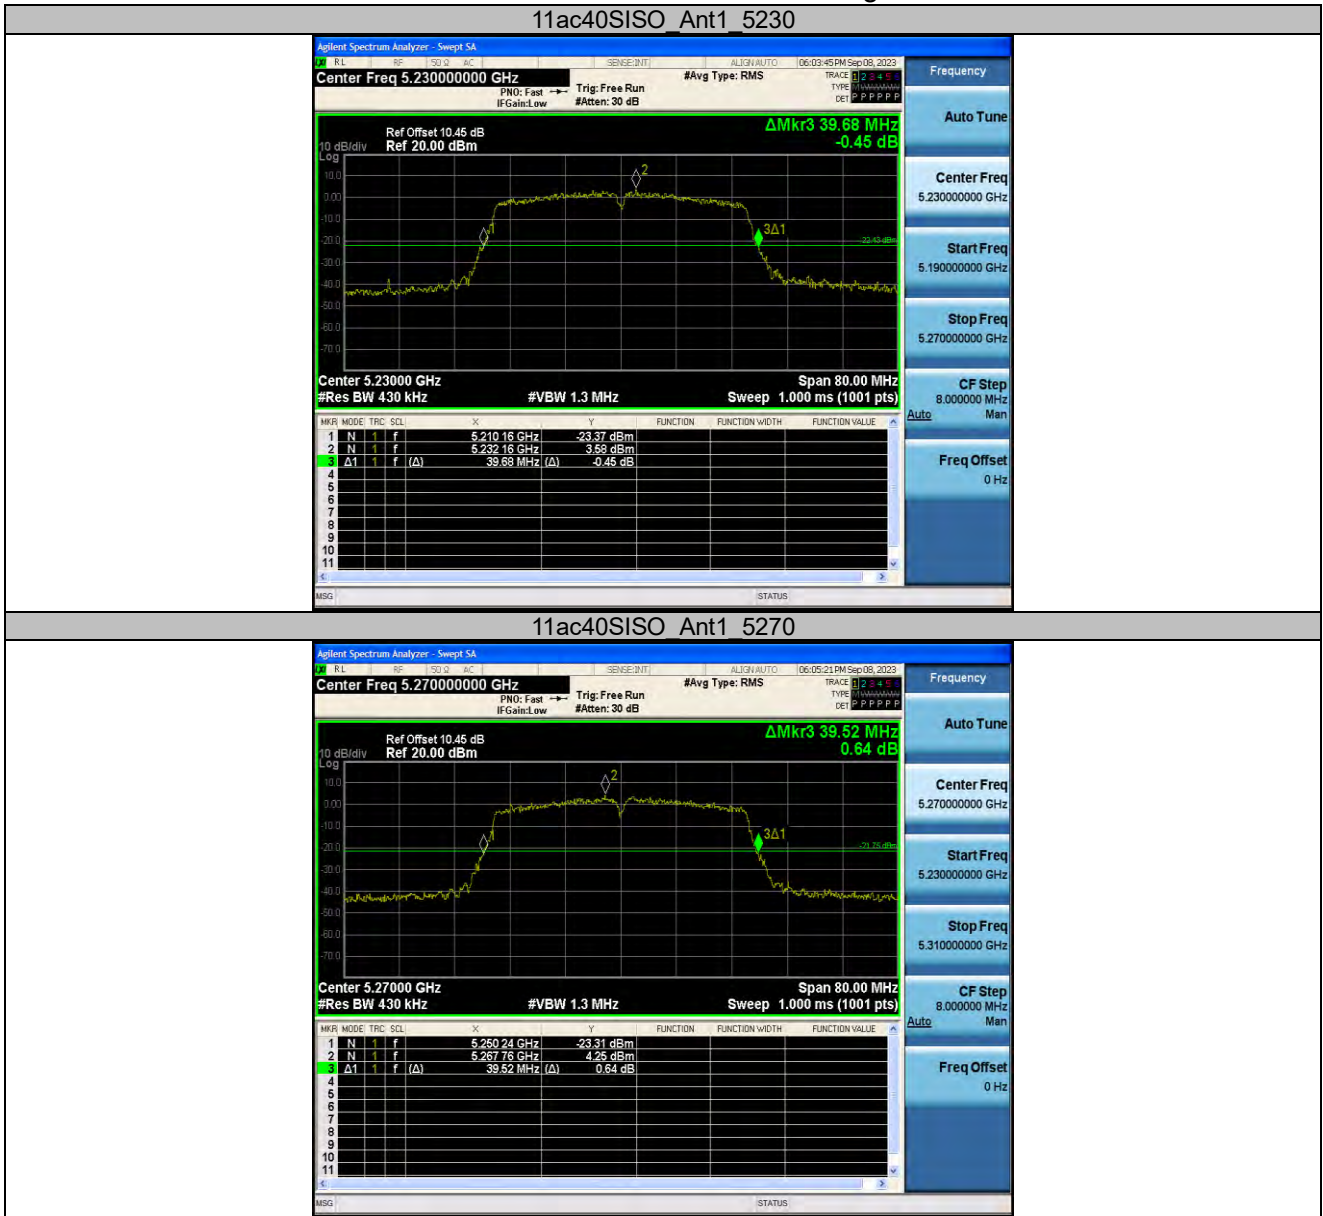 11ac40SISO_Ant1_5230
Agilent Spectrum Analyzer - Swept SA
RL RF 50 Ω AC SENSE:INT ALIGN AUTO 06:03:45 PM Sep 08, 2023
Center Freq 5.230000000 GHz
#Avg Type: RMS
TRACE 1 2 3 4 5 6
PNO: Fast Trig: Free Run
TYPE M
IFGain:Low #Atten: 30 dB
DET P P P P P P
ΔMkr3 39.68 MHz
-0.45 dB
Ref Offset 10.45 dB
10 dB/div Ref 20.00 dBm
Log
10.0
0.00
-10.0
-20.0
-30.0
-40.0
-50.0
-60.0
-70.0
2
1
3Δ1
-22.43 dBm
Center 5.23000 GHz Span 80.00 MHz
#Res BW 430 kHz #VBW 1.3 MHz Sweep 1.000 ms (1001 pts)
MKR MODE TRC SCL X Y FUNCTION FUNCTION WIDTH FUNCTION VALUE
1 N 1 f 5.210 16 GHz -23.37 dBm
2 N 1 f 5.232 16 GHz 3.58 dBm
3 Δ1 1 f (Δ) 39.68 MHz (Δ) -0.45 dB
4
5
6
7
8
9
10
11
MSG STATUS
Frequency
Auto Tune
Center Freq
5.230000000 GHz
Start Freq
5.190000000 GHz
Stop Freq
5.270000000 GHz
CF Step
8.000000 MHz
Auto Man
Freq Offset
0 Hz
11ac40SISO_Ant1_5270
Agilent Spectrum Analyzer - Swept SA
RL RF 50 Ω AC SENSE:INT ALIGN AUTO 06:05:21 PM Sep 08, 2023
Center Freq 5.270000000 GHz
#Avg Type: RMS
TRACE 1 2 3 4 5 6
PNO: Fast Trig: Free Run
TYPE M
IFGain:Low #Atten: 30 dB
DET P P P P P P
ΔMkr3 39.52 MHz
0.64 dB
Ref Offset 10.45 dB
10 dB/div Ref 20.00 dBm
Log
10.0
0.00
-10.0
-20.0
-30.0
-40.0
-50.0
-60.0
-70.0
2
3Δ1
-21.75 dBm
Center 5.27000 GHz Span 80.00 MHz
#Res BW 430 kHz #VBW 1.3 MHz Sweep 1.000 ms (1001 pts)
MKR MODE TRC SCL X Y FUNCTION FUNCTION WIDTH FUNCTION VALUE
1 N 1 f 5.250 24 GHz -23.31 dBm
2 N 1 f 5.267 76 GHz 4.25 dBm
3 Δ1 1 f (Δ) 39.52 MHz (Δ) 0.64 dB
4
5
6
7
8
9
10
11
MSG STATUS
Frequency
Auto Tune
Center Freq
5.270000000 GHz
Start Freq
5.230000000 GHz
Stop Freq
5.310000000 GHz
CF Step
8.000000 MHz
Auto Man
Freq Offset
0 Hz